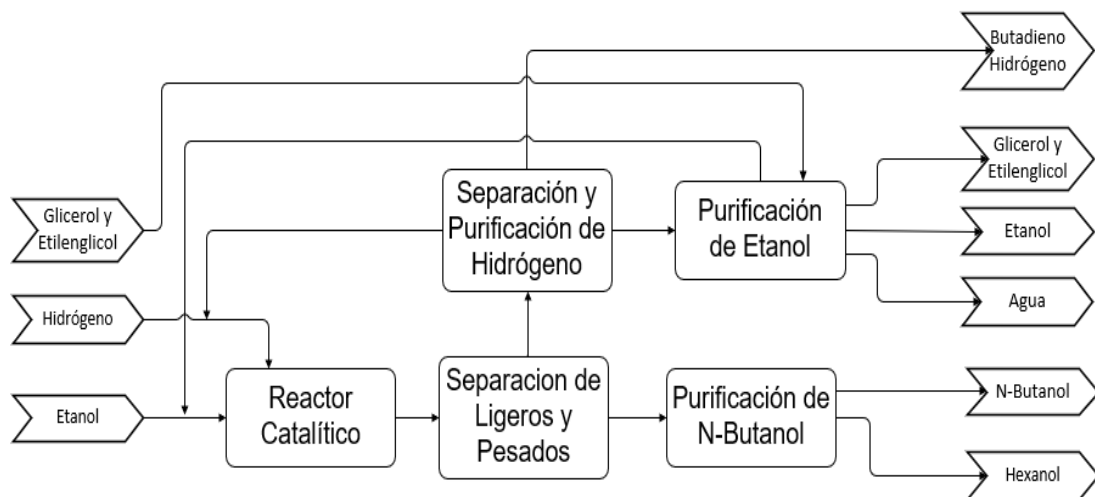 Butadieno
Hidrógeno
Glicerol y
Etilenglicol
Separación y
Purificación de
Hidrógeno
Purificación
de Etanol
Glicerol y
Etilenglicol
Etanol
Agua
Hidrógeno
Etanol
Reactor
Catalítico
Separacion de
Ligeros y
Pesados
Purificación de
N-Butanol
N-Butanol
Hexanol